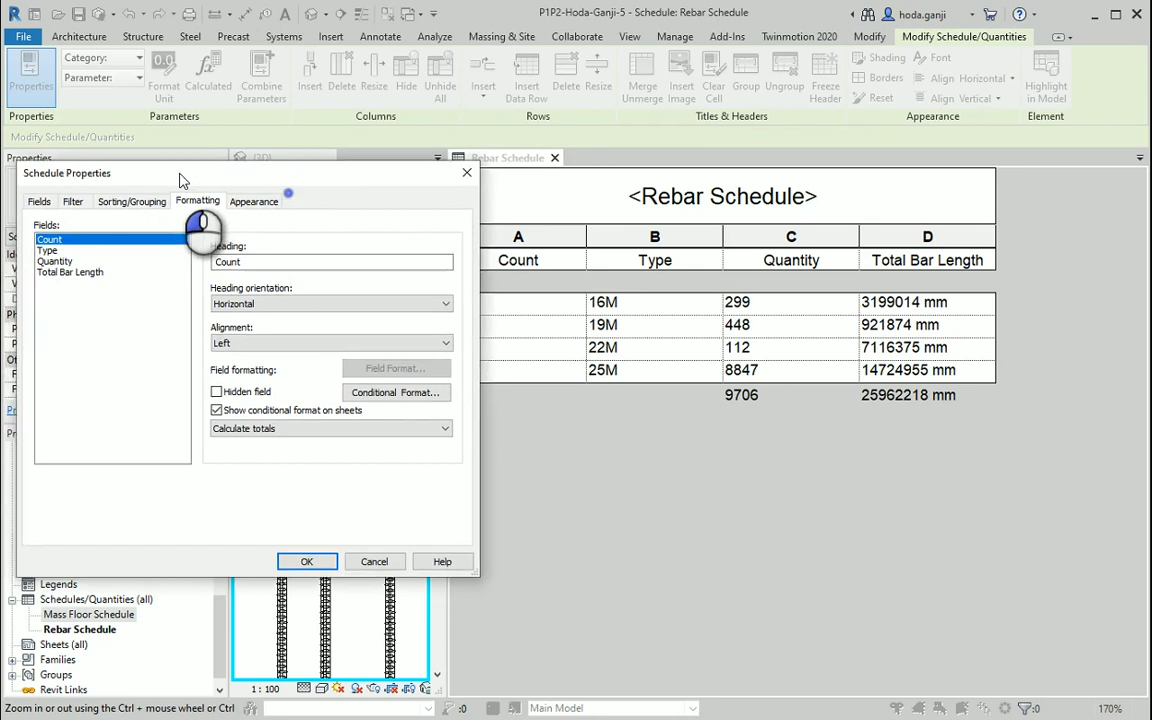 P1P2-Hoda-Ganji-5 - Schedule: Rebar Schedule
hoda.ganji
File Architecture Structure Steel Precast Systems Insert Annotate Analyze Massing & Site Collaborate View Manage Add-Ins Twinmotion 2020 Modify Modify Schedule/Quantities
Category:
Parameter:
Properties
Format Unit
Calculated
Combine Parameters
Insert Delete Resize Hide Unhide All
Insert Insert Data Row Delete Resize
Merge Unmerge Insert Image Clear Cell Group Ungroup Freeze Header
Shading Font
Borders Align Horizontal
Reset Align Vertical
Highlight in Model
Properties Parameters Columns Rows Titles & Headers Appearance Element
Modify Schedule/Quantities
Properties
Rebar Schedule
Schedule Properties
Fields Filter Sorting/Grouping Formatting Appearance
Fields:
Count
Type
Quantity
Total Bar Length
Heading:
Count
Heading orientation:
Horizontal
Alignment:
Left
Field formatting: Field Format...
Hidden field Conditional Format...
Show conditional format on sheets
Calculate totals
OK Cancel Help
<Rebar Schedule>
A B C D
Count Type Quantity Total Bar Length
16M 299 3199014 mm
19M 448 921874 mm
22M 112 7116375 mm
25M 8847 14724955 mm
9706 25962218 mm
Legends
Schedules/Quantities (all)
Mass Floor Schedule
Rebar Schedule
Sheets (all)
Families
Groups
Revit Links
1 : 100
Zoom in or out using the Ctrl + mouse wheel or Ctrl
:0
Main Model
:0
170%